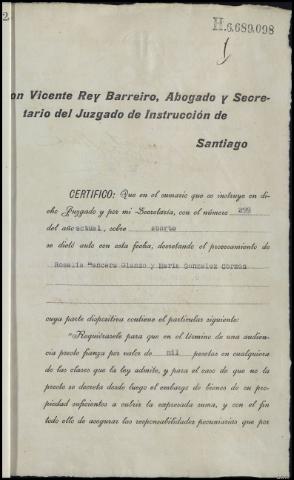 2
H.6.689,098
on Vicente Rey Barreiro, Abogado y Secre-
tario del Juzgado de Instrucción de
Santiago
CERTIFICO: Que en el sumario que se instruye en di-
cho Juzgado y por mi Secretaría, con el número 299
del año actual, sobre aborto
se dictó auto con esta fecha, decretando el procesamiento de
Rosalía Mancera Gianzo y María Gonzalez Cormán
cuya parte dispositiva contiene el particular siguiente:
"Requiérasele para que en el término de una audien-
cia preste fianza por valor de mil pesetas en cualquiera
de las clases que la ley admite, y para el caso de que no la
preste se decreta desde luego el embargo de bienes de su pro-
piedad suficientes a cubrir la expresada suma, y con el fin
todo ello de asegurar las responsabilidades pecuniarias que por